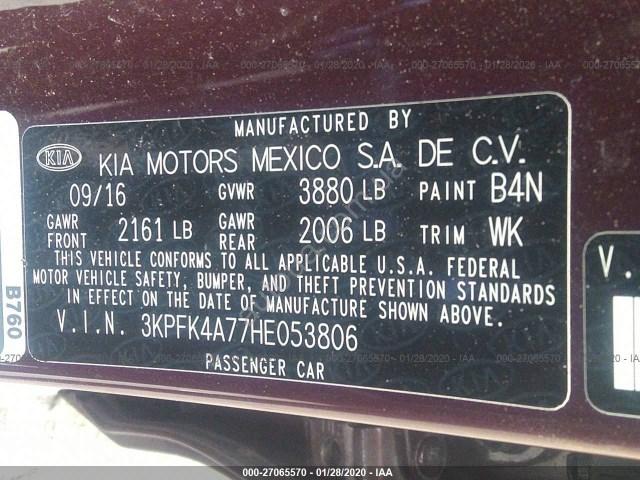 MANUFACTURED BY
KIA KIA MOTORS MEXICO S.A. DE C.V.
09/16 GVWR 3880 LB PAINT B4N
GAWR FRONT 2161 LB GAWR REAR 2006 LB TRIM WK
THIS VEHICLE CONFORMS TO ALL APPLICABLE U.S.A. FEDERAL
MOTOR VEHICLE SAFETY, BUMPER, AND THEFT PREVENTION STANDARDS
IN EFFECT ON THE DATE OF MANUFACTURE SHOWN ABOVE.
V.I.N. 3KPFK4A77HE053806
PASSENGER CAR
B760
V.
000-27065570 - 01/28/2020 - IAA